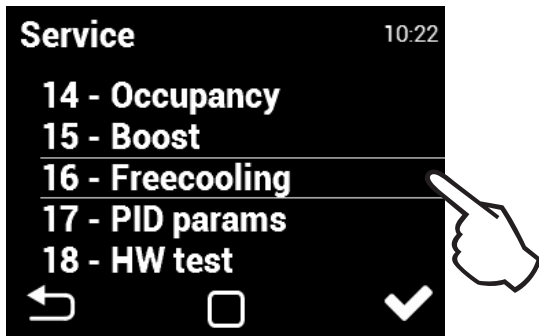 Service 10:22
14 - Occupancy
15 - Boost
16 - Freecooling
17 - PID params
18 - HW test